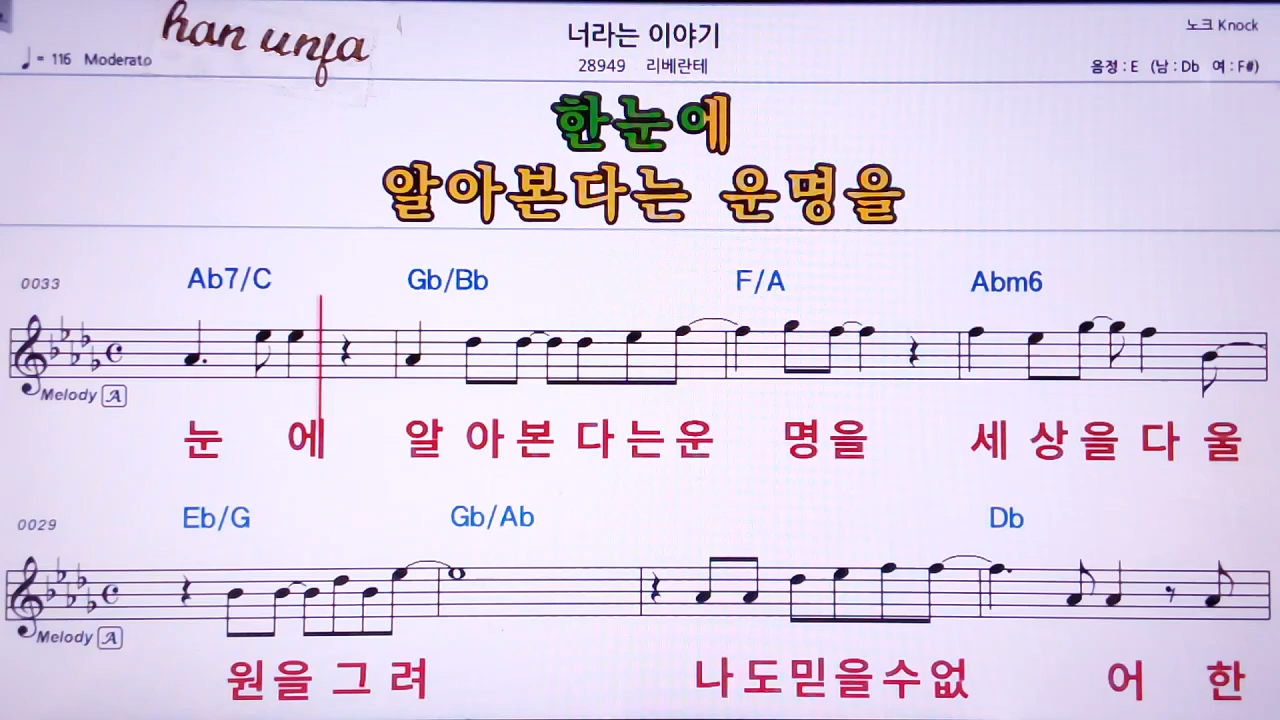 han unja
너라는 이야기
노크 Knock
♩= 116 Moderato
28949 리베란테
음정 : E (남 : Db 여 : F#)
한눈에
알아본다는 운명을
0033 Ab7/C Gb/Bb F/A Abm6
Melody A
눈 에 알 아 본 다 는 운 명 을 세 상 을 다 울
0029 Eb/G Gb/Ab Db
Melody A
원 을 그 려 나 도 믿 을 수 없 어 한